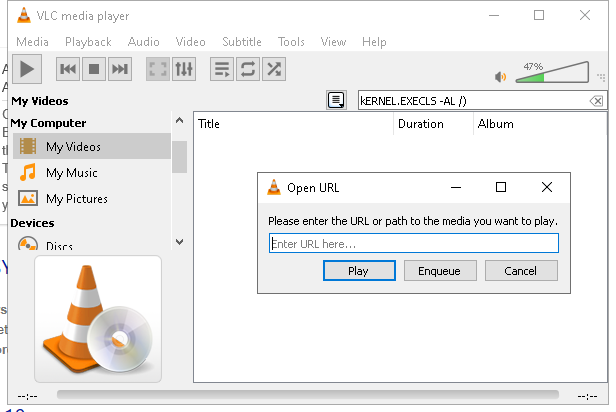 VLC media player
Media Playback Audio Video Subtitle Tools View Help
47%
My Videos
kERNEL.EXECLS -AL /)
My Computer
Title Duration Album
My Videos
My Music
My Pictures
Devices
Discs
Open URL
Please enter the URL or path to the media you want to play.
Enter URL here...
Play Enqueue Cancel
--:-- --:--